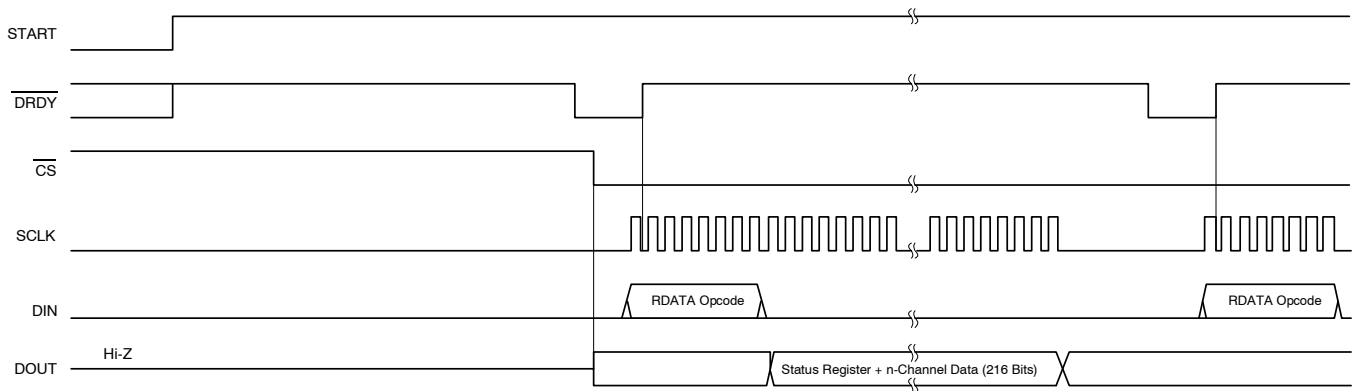 START
DRDY
CS
SCLK
DIN
RDATA Opcode
RDATA Opcode
Hi-Z
DOUT
Status Register + n-Channel Data (216 Bits)